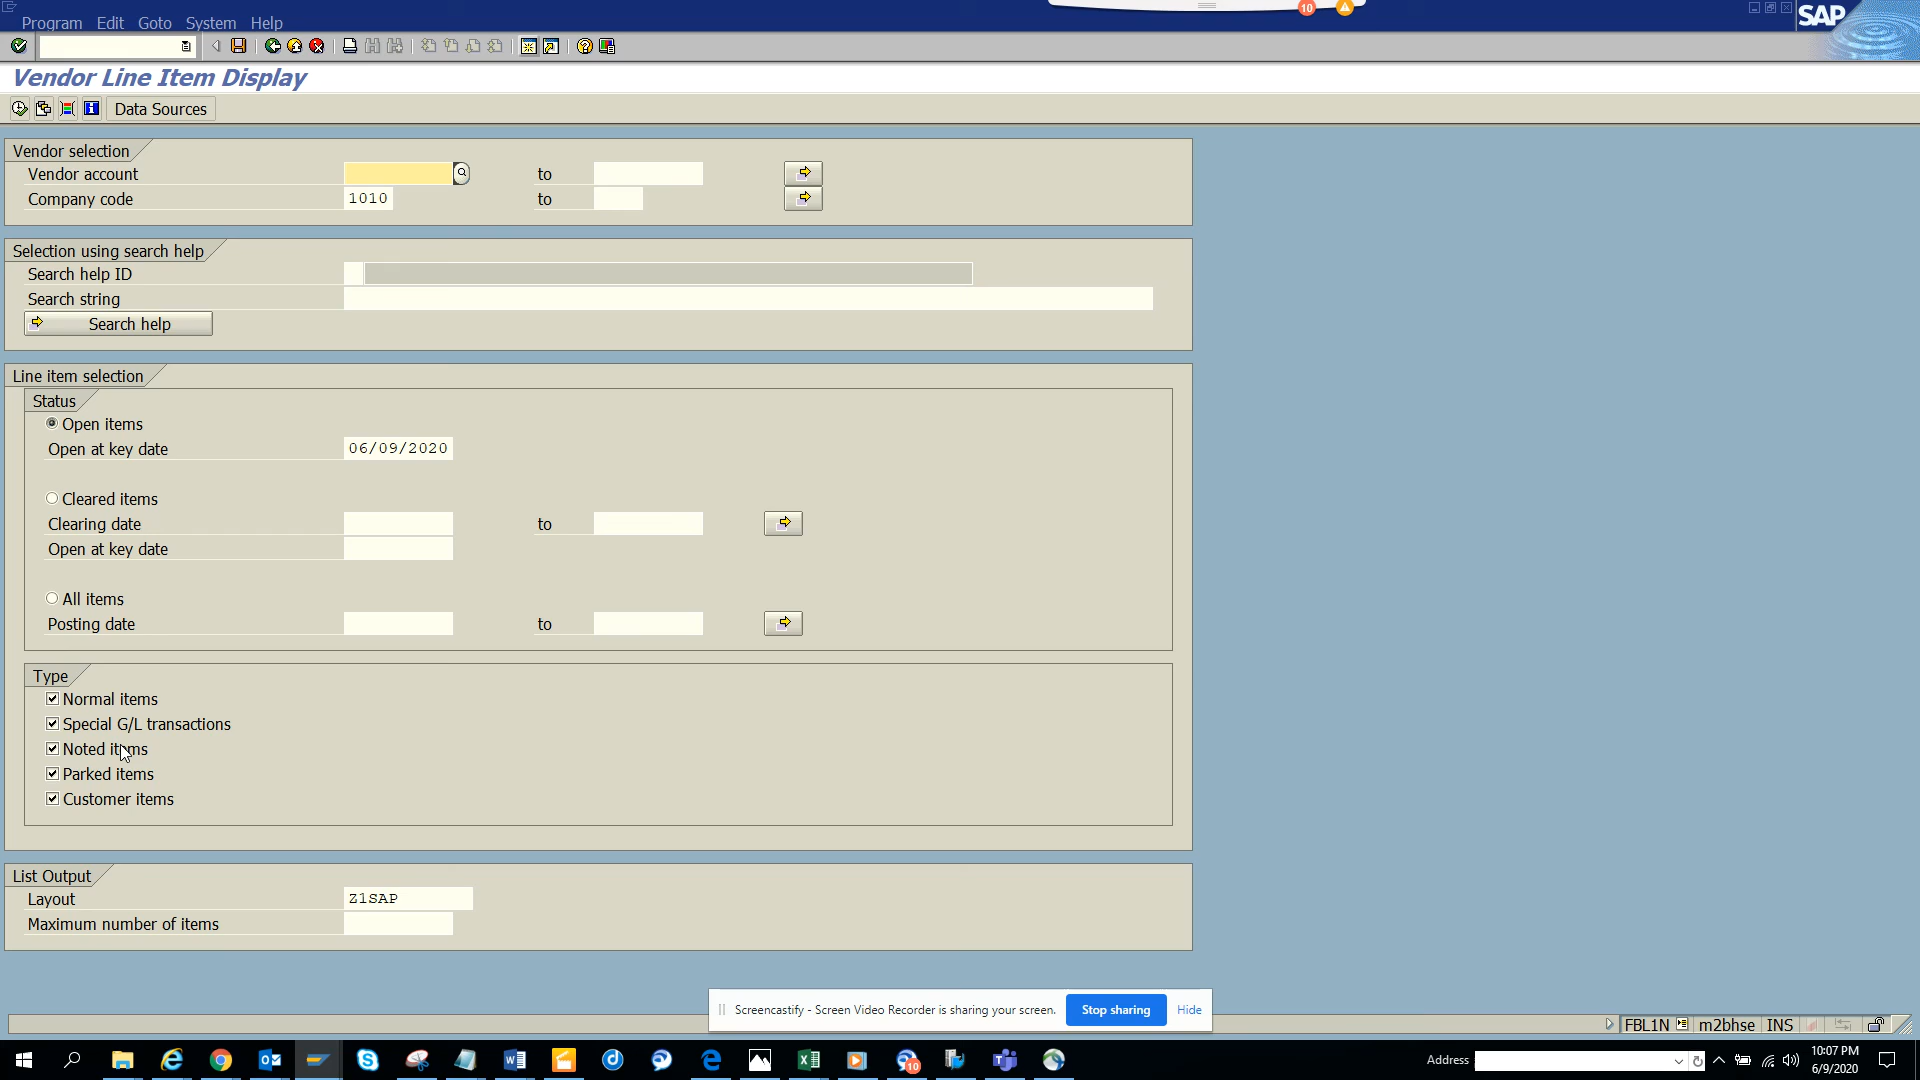 10
Program Edit Goto System Help
SAP
Vendor Line Item Display
Data Sources
Vendor selection
Vendor account to
Company code 1010 to
Selection using search help
Search help ID
Search string
Search help
Line item selection
Status
Open items
Open at key date 06/09/2020
Cleared items
Clearing date to
Open at key date
All items
Posting date to
Type
Normal items
Special G/L transactions
Noted items
Parked items
Customer items
List Output
Layout Z1SAP
Maximum number of items
Screencastify - Screen Video Recorder is sharing your screen. Stop sharing Hide
FBL1N m2bhse INS
10 Address 10:07 PM
6/9/2020